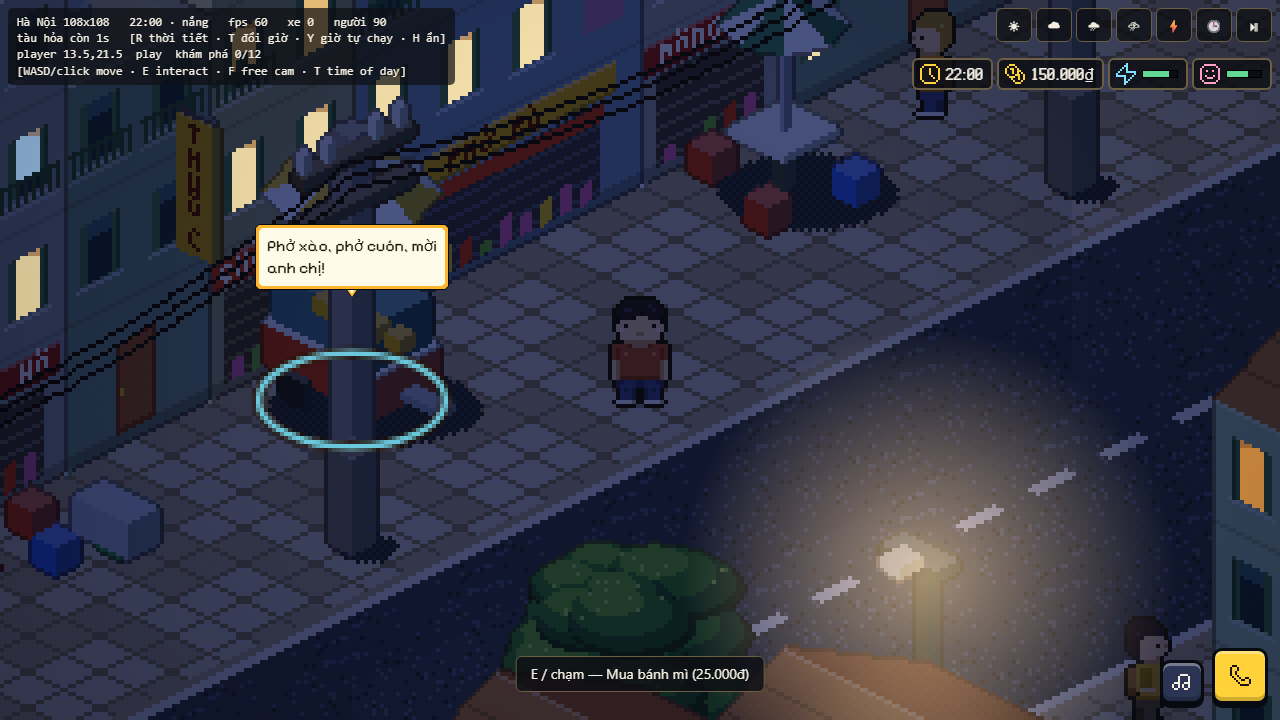 Hà Nội 108x108 22:00 · nắng fps 60 xe 0 người 90
tàu hỏa còn 1s [R thời tiết · T đổi giờ · Y giờ tự chạy · H ẩn]
player 13.5,21.5 play khám phá 0/12
[WASD/click move · E interact · F free cam · T time of day]
22:00
150.000₫
Phở xào, phở cuốn, mời
anh chị!
E / chạm — Mua bánh mì (25.000đ)